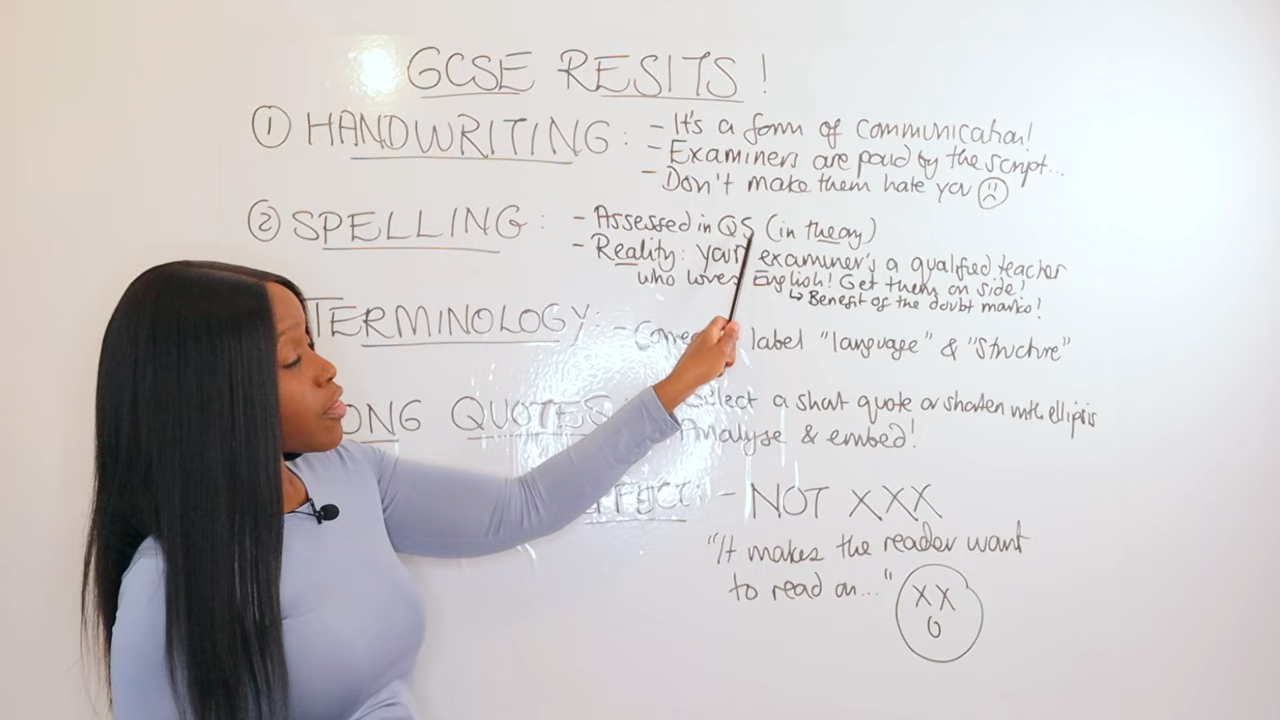 GCSE RESITS!
① HANDWRITING: - It's a form of communication!
- Examiners are paid by the script...
- Don't make them hate you
② SPELLING: - Assessed in Q5 (in theory)
- Reality: your examiner's a qualified teacher
who loves English! Get them on side!
↳ Benefit of the doubt marks!
TERMINOLOGY: - label "language" & "structure"
QUOTES select a short quote or shorten with ellipsis
Analyse & embed!
- NOT XXX
"It makes the reader want
to read on..."